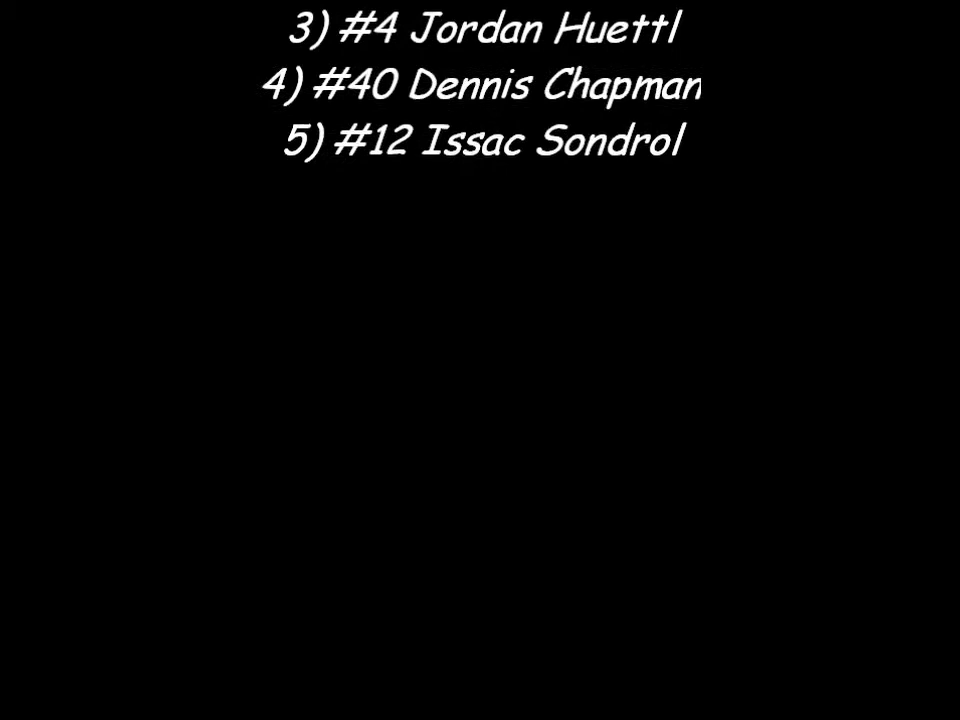 3) #4 Jordan Huettl
4) #40 Dennis Chapman
5) #12 Issac Sondrol